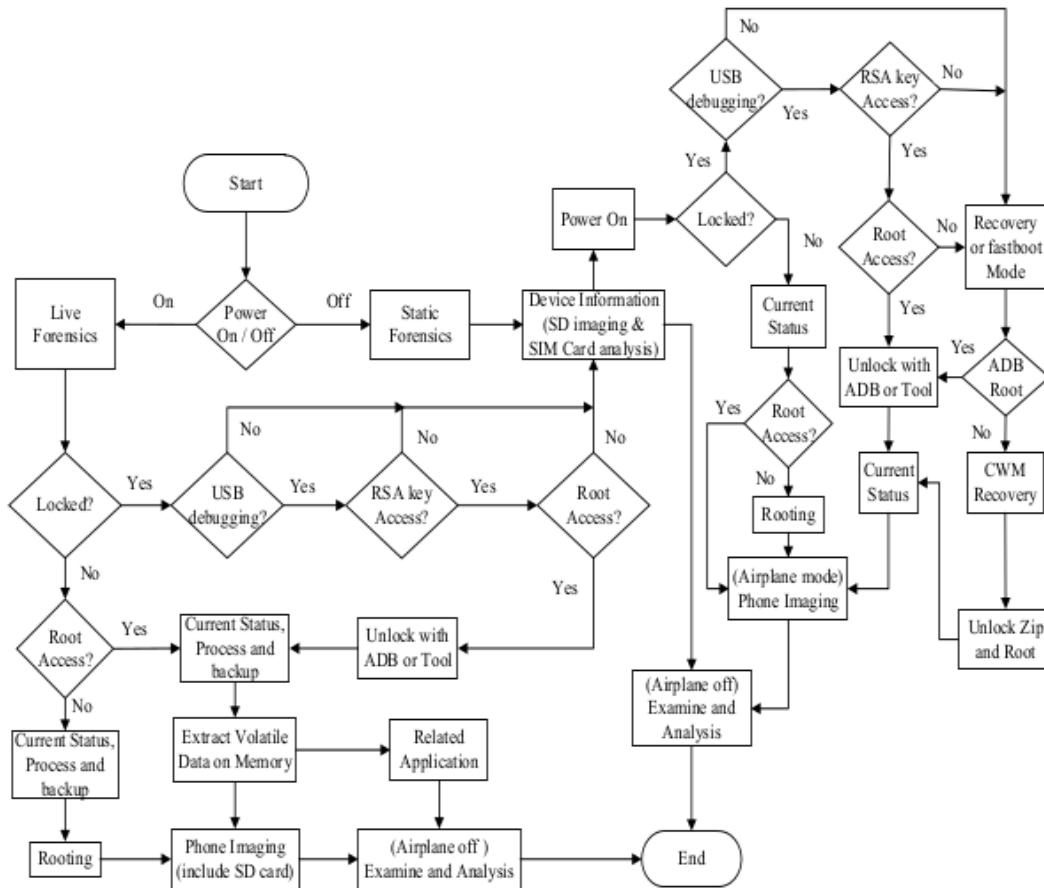 No
USB
debugging?
Yes
RSA key
Access?
No
Yes
Yes
Start
Power On
Locked?
No
Root
Access?
No
Recovery
or fastboot
Mode
Live
Forensics
On
Power
On / Off
Off
Static
Forensics
Device Information
(SD imaging &
SIM Card analysis)
Current
Status
Yes
Unlock with
ADB or Tool
Yes
ADB
Root
Yes
Root
Access?
No
No
No
No
No
Locked?
Yes
USB
debugging?
Yes
RSA key
Access?
Yes
Root
Access?
Rooting
Current
Status
CWM
Recovery
No
Yes
(Airplane mode)
Phone Imaging
Root
Access?
Yes
Current Status,
Process and
backup
Unlock with
ADB or Tool
Unlock Zip
and Root
No
(Airplane off)
Examine and
Analysis
Current Status,
Process and
backup
Extract Volatile
Data on Memory
Related
Application
Rooting
Phone Imaging
(include SD card)
(Airplane off )
Examine and Analysis
End